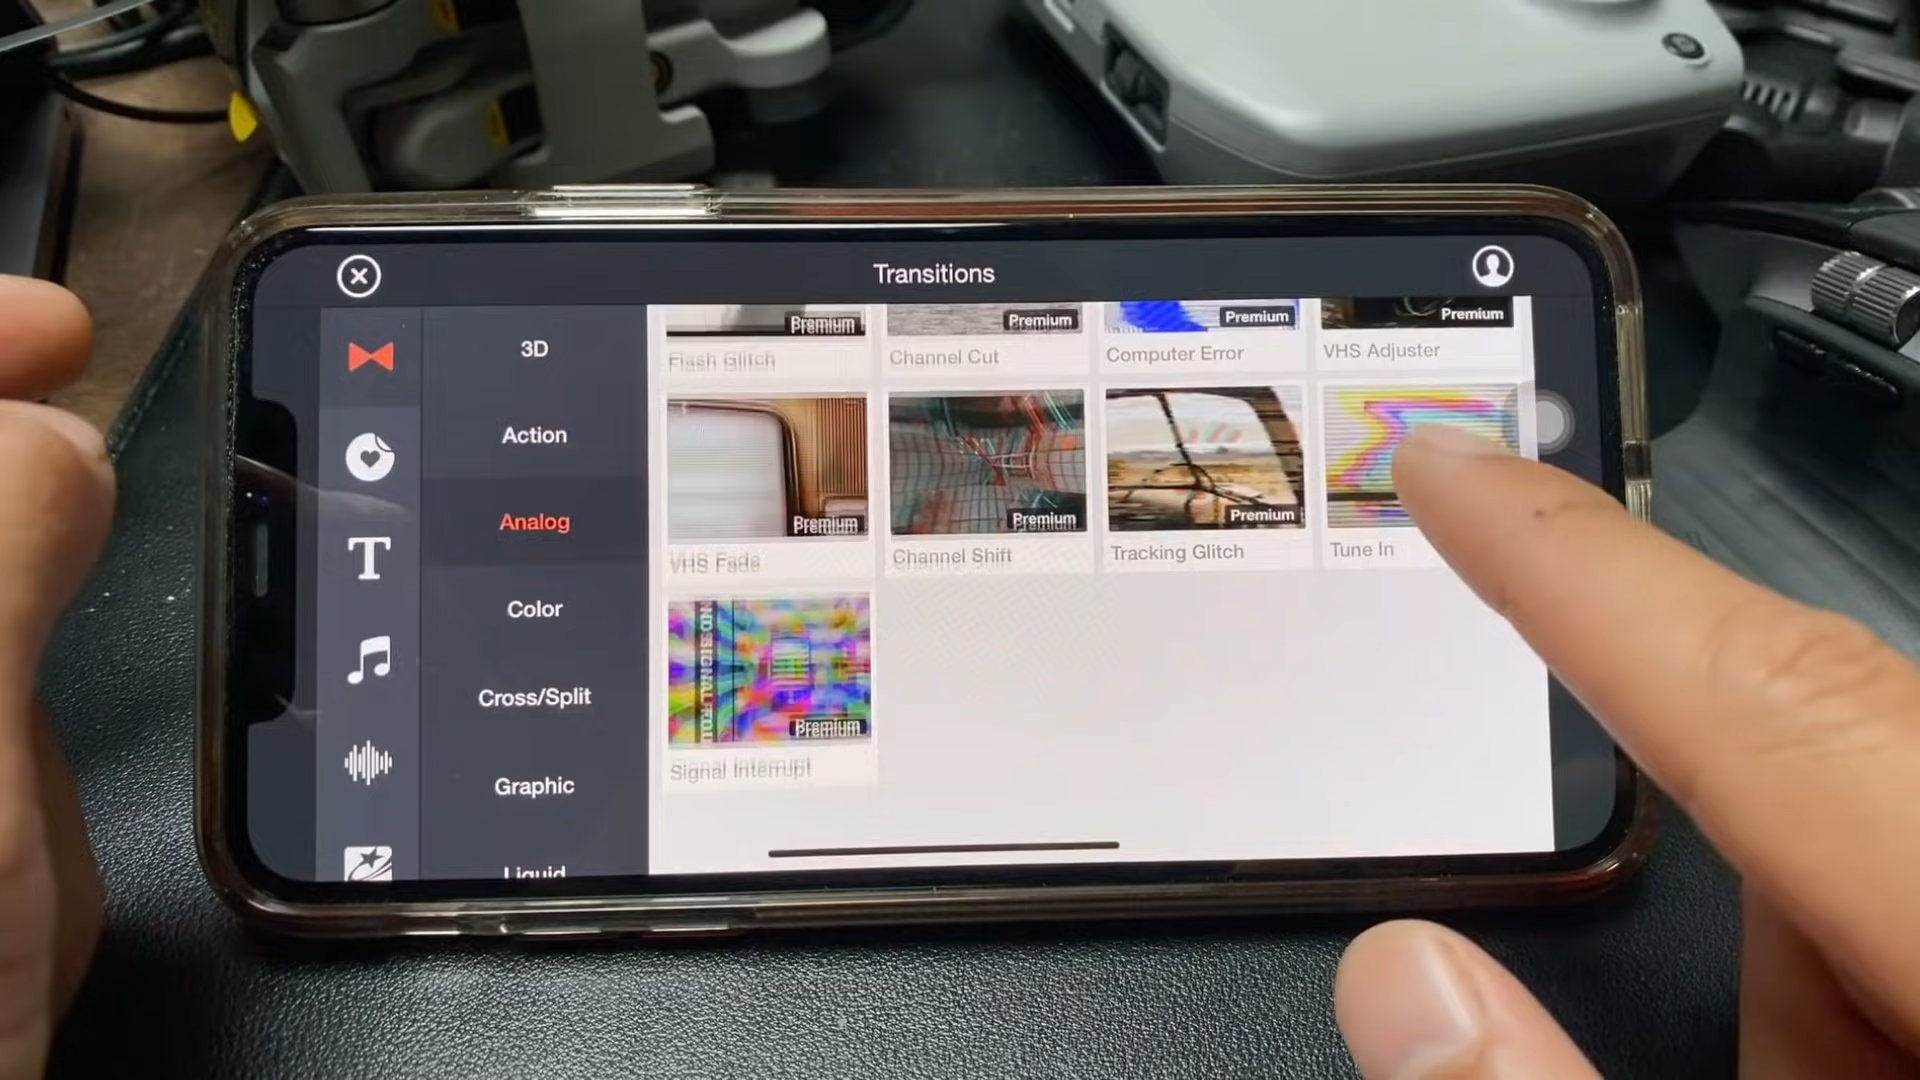 Transitions
3D
Action
Analog
Color
Cross/Split
Graphic
Liquid
Premium
Premium
Premium
Premium
Flash Glitch
Channel Cut
Computer Error
VHS Adjuster
Premium
Premium
Premium
VHS Fade
Channel Shift
Tracking Glitch
Tune In
Premium
Signal Interrupt